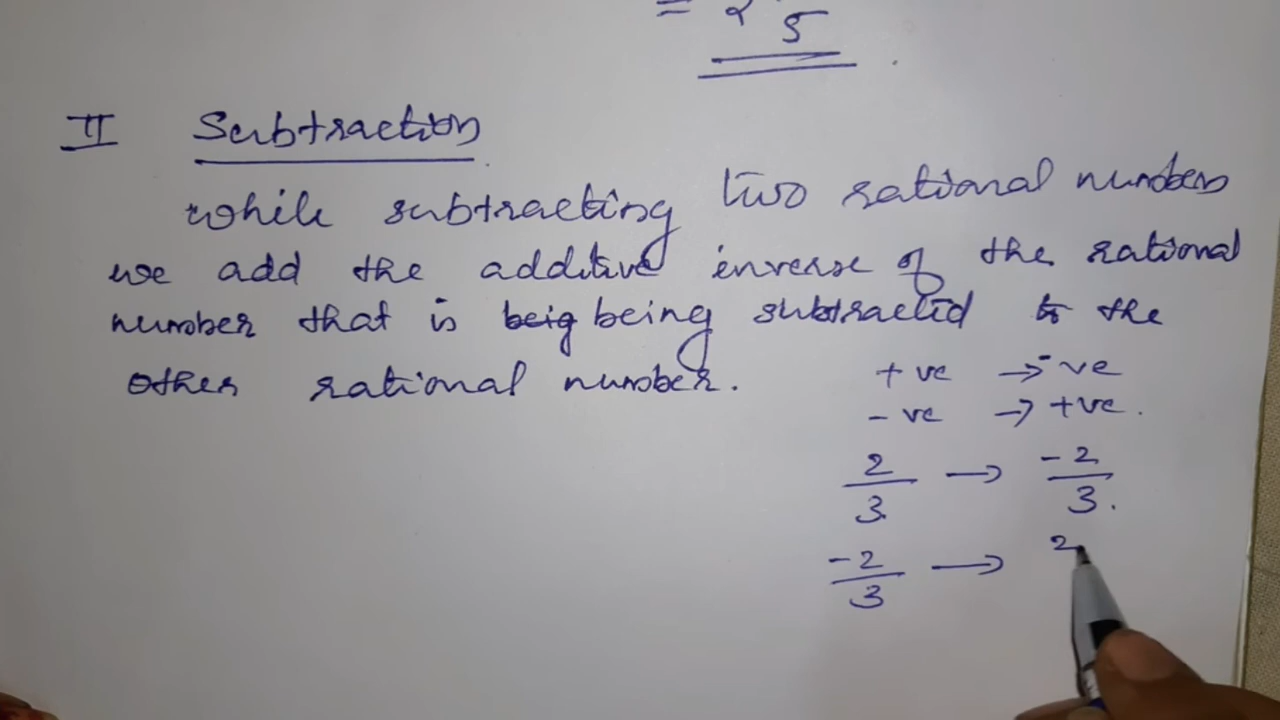 = 2 5
II Subtraction
while subtracting two rational numbers
we add the additive inverse of the rational
number that is beig being subtracted to the
other rational number.
+ve → -ve
-ve → +ve.
2/3 → -2/3.
-2/3 → 2